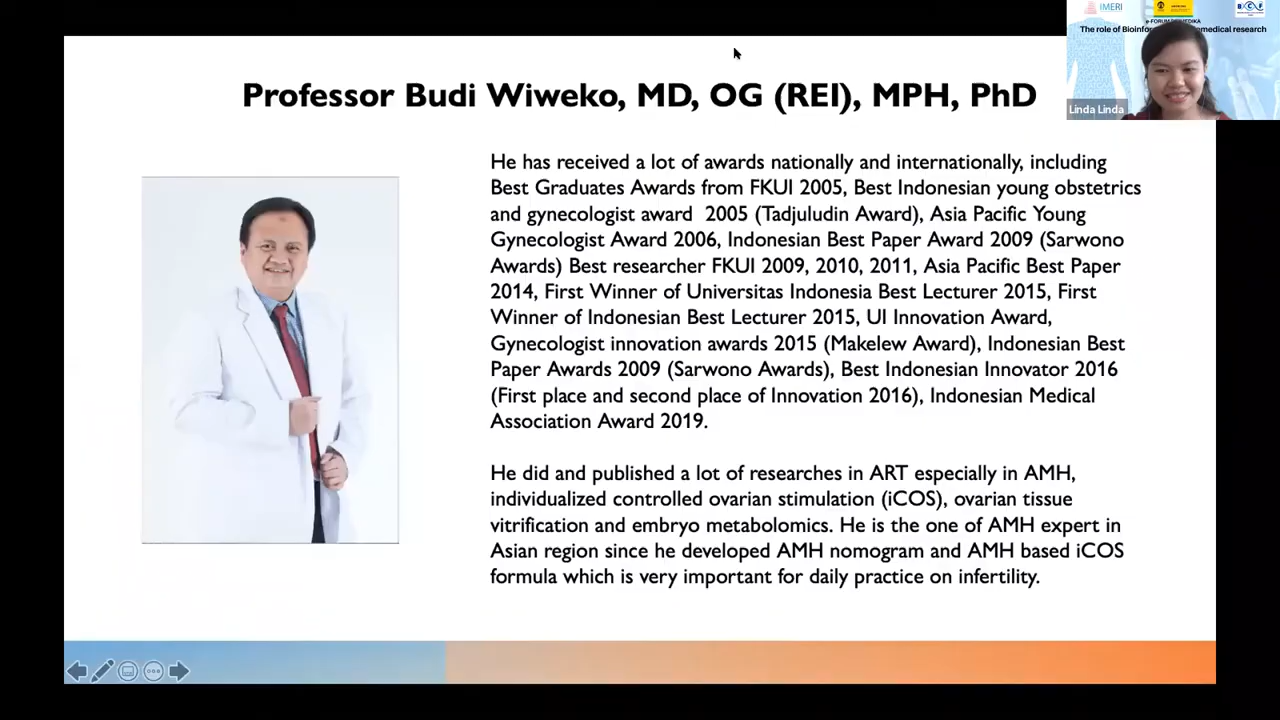 Professor Budi Wiweko, MD, OG (REI), MPH, PhD
He has received a lot of awards nationally and internationally, including
Best Graduates Awards from FKUI 2005, Best Indonesian young obstetrics
and gynecologist award 2005 (Tadjuludin Award), Asia Pacific Young
Gynecologist Award 2006, Indonesian Best Paper Award 2009 (Sarwono
Awards) Best researcher FKUI 2009, 2010, 2011, Asia Pacific Best Paper
2014, First Winner of Universitas Indonesia Best Lecturer 2015, First
Winner of Indonesian Best Lecturer 2015, UI Innovation Award,
Gynecologist innovation awards 2015 (Makelew Award), Indonesian Best
Paper Awards 2009 (Sarwono Awards), Best Indonesian Innovator 2016
(First place and second place of Innovation 2016), Indonesian Medical
Association Award 2019.
He did and published a lot of researches in ART especially in AMH,
individualized controlled ovarian stimulation (iCOS), ovarian tissue
vitrification and embryo metabolomics. He is the one of AMH expert in
Asian region since he developed AMH nomogram and AMH based iCOS
formula which is very important for daily practice on infertility.
IMERI
The role of
research
Linda Linda